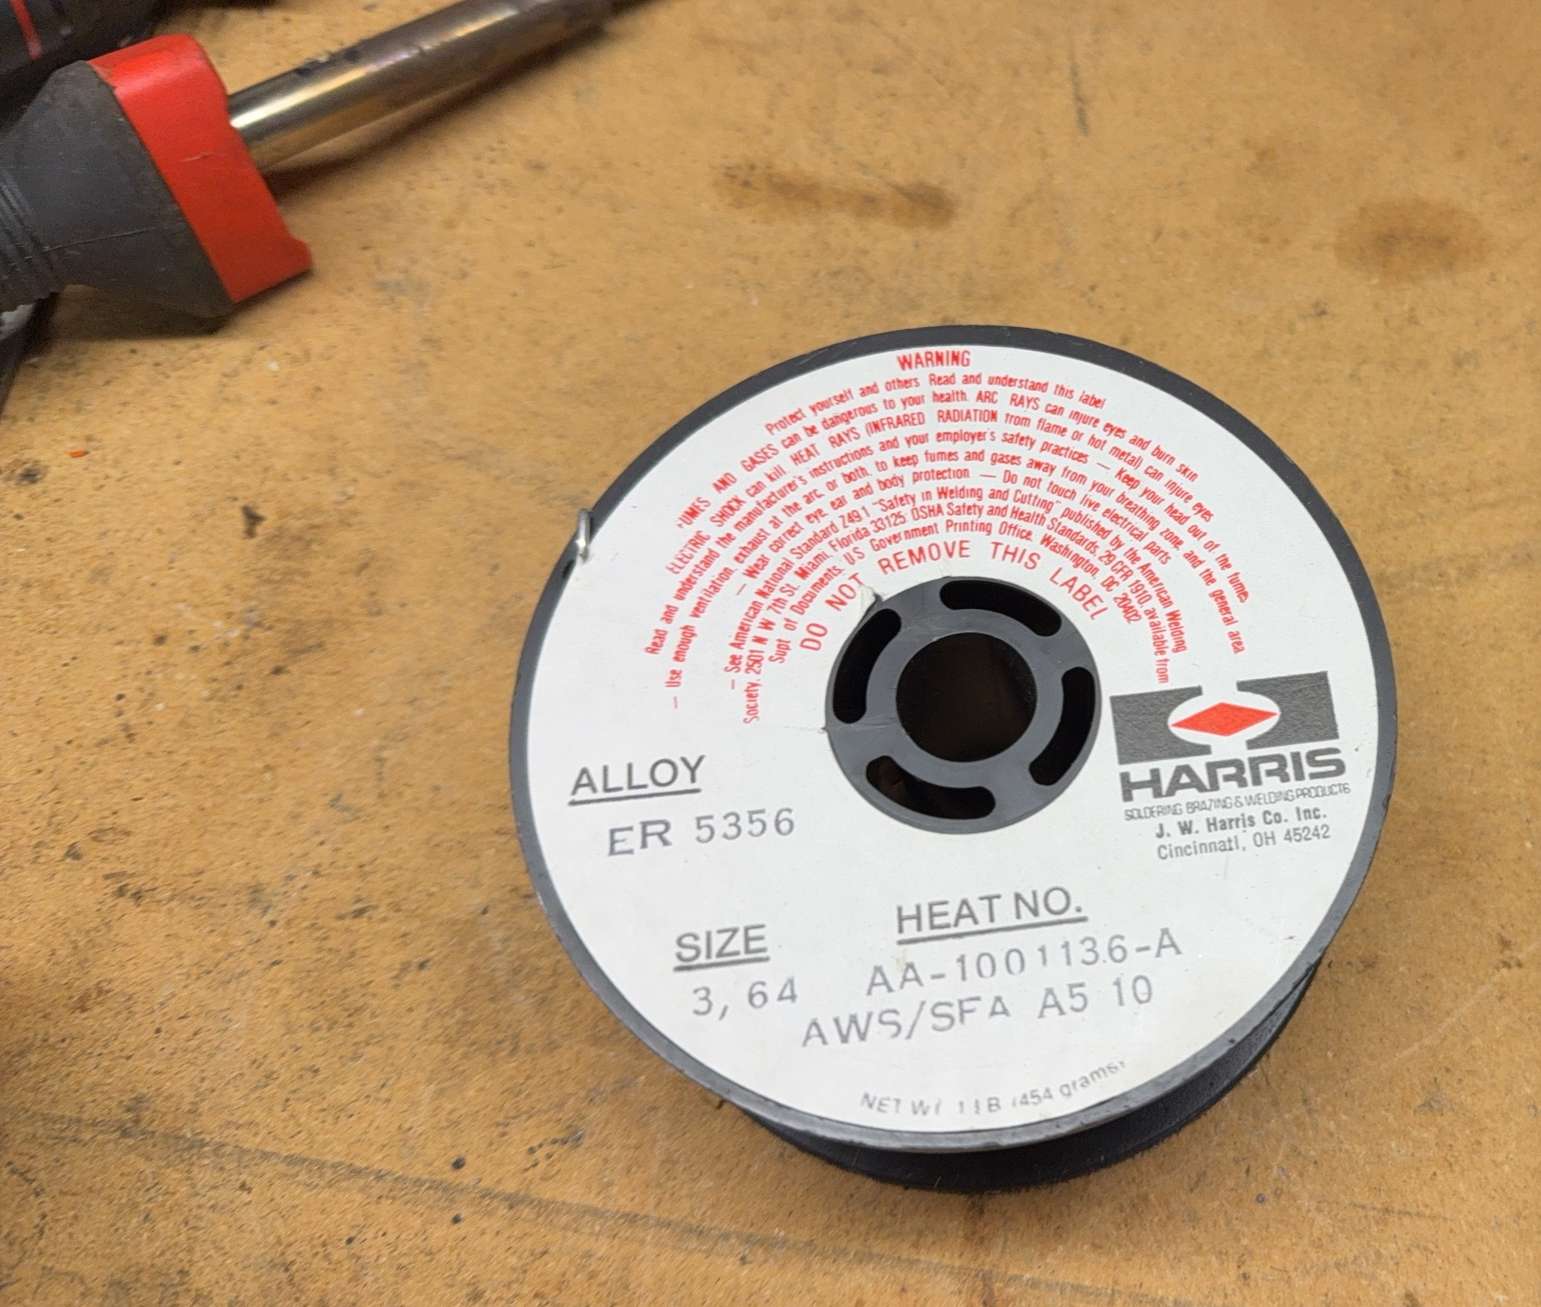 WARNING
Protect yourself and others Read and understand this label
FUMES AND GASES can be dangerous to your health. ARC RAYS can injure eyes and burn skin
ELECTRIC SHOCK can kill HEAT RAYS (INFRARED RADIATION from flame or hot metal) can injure eyes
Read and understand the manufacturer's instructions and your employer's safety practices — Keep your head out of the fumes
— Use enough ventilation, exhaust at the arc, or both, to keep fumes and gases away from your breathing zone, and the general area
— Wear correct eye, ear and body protection — Do not touch live electrical parts
— See American National Standard Z49.1 "Safety in Welding and Cutting" published by the American Welding
Society, 2501 N W 7th St. Miami, Florida 33125. OSHA Safety and Health Standards, 29 CFR 1910, available from
Supt of Documents, US Government Printing Office, Washington, DC 20402
DO NOT REMOVE THIS LABEL
HARRIS
SOLDERING BRAZING & WELDING PRODUCTS
J. W. Harris Co. Inc.
Cincinnati, OH 45242
ALLOY
ER 5356
SIZE
3,64
HEAT NO.
AA-1001136-A
AWS/SFA A5 10
NET WT 1 LB (454 grams)